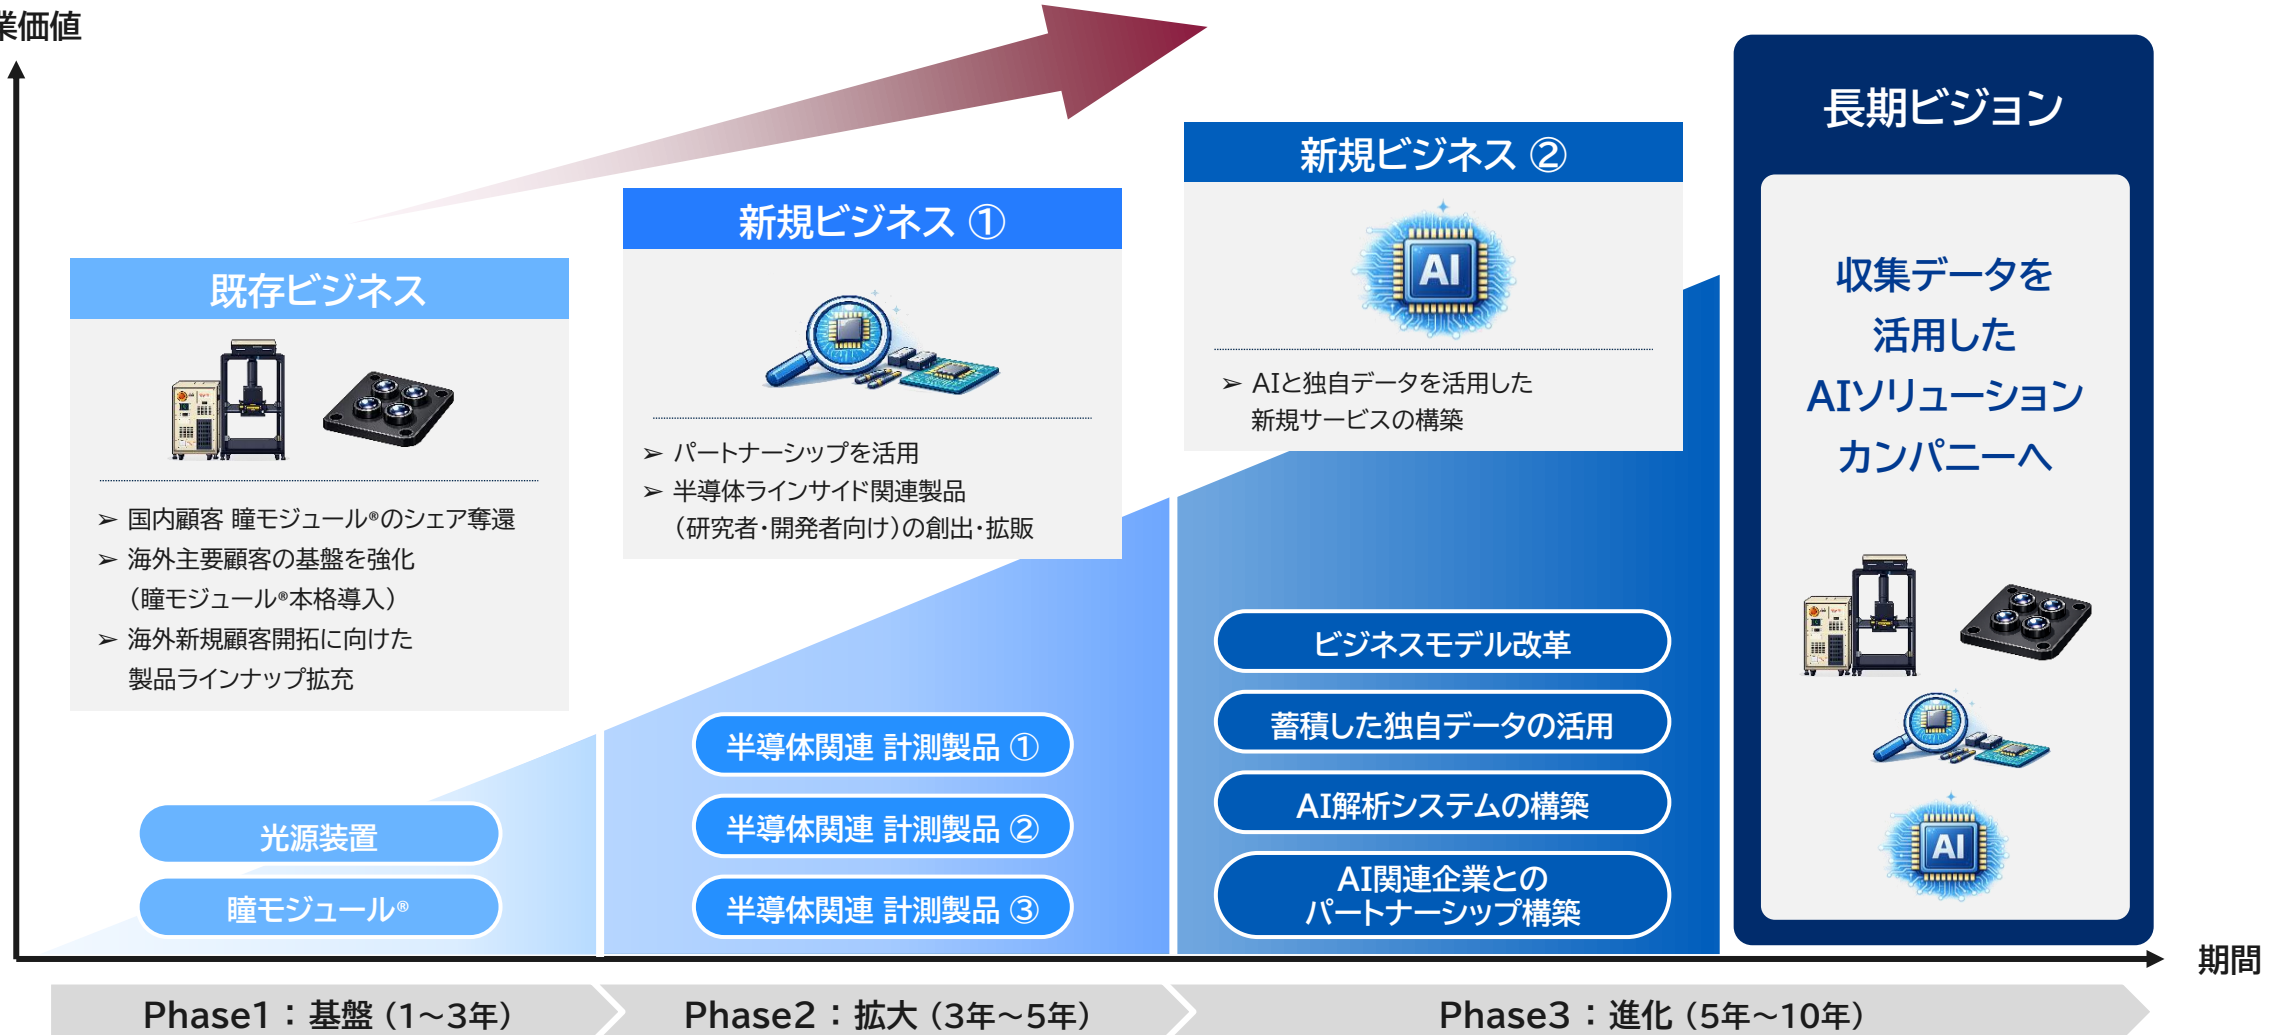 業価値
長期ビジョン
収集データを
活用した
AIソリューション
カンパニーへ
AI
新規ビジネス ②
AI
➢ AIと独自データを活用した
新規サービスの構築
新規ビジネス ①
➢ パートナーシップを活用
➢ 半導体ラインサイド関連製品
（研究者・開発者向け）の創出・拡販
既存ビジネス
➢ 国内顧客 瞳モジュール®のシェア奪還
➢ 海外主要顧客の基盤を強化
（瞳モジュール®本格導入）
➢ 海外新規顧客開拓に向けた
製品ラインナップ拡充
光源装置
瞳モジュール®
半導体関連 計測製品 ①
半導体関連 計測製品 ②
半導体関連 計測製品 ③
ビジネスモデル改革
蓄積した独自データの活用
AI解析システムの構築
AI関連企業との
パートナーシップ構築
期間
Phase1：基盤（1～3年）
Phase2：拡大（3年～5年）
Phase3：進化（5年～10年）